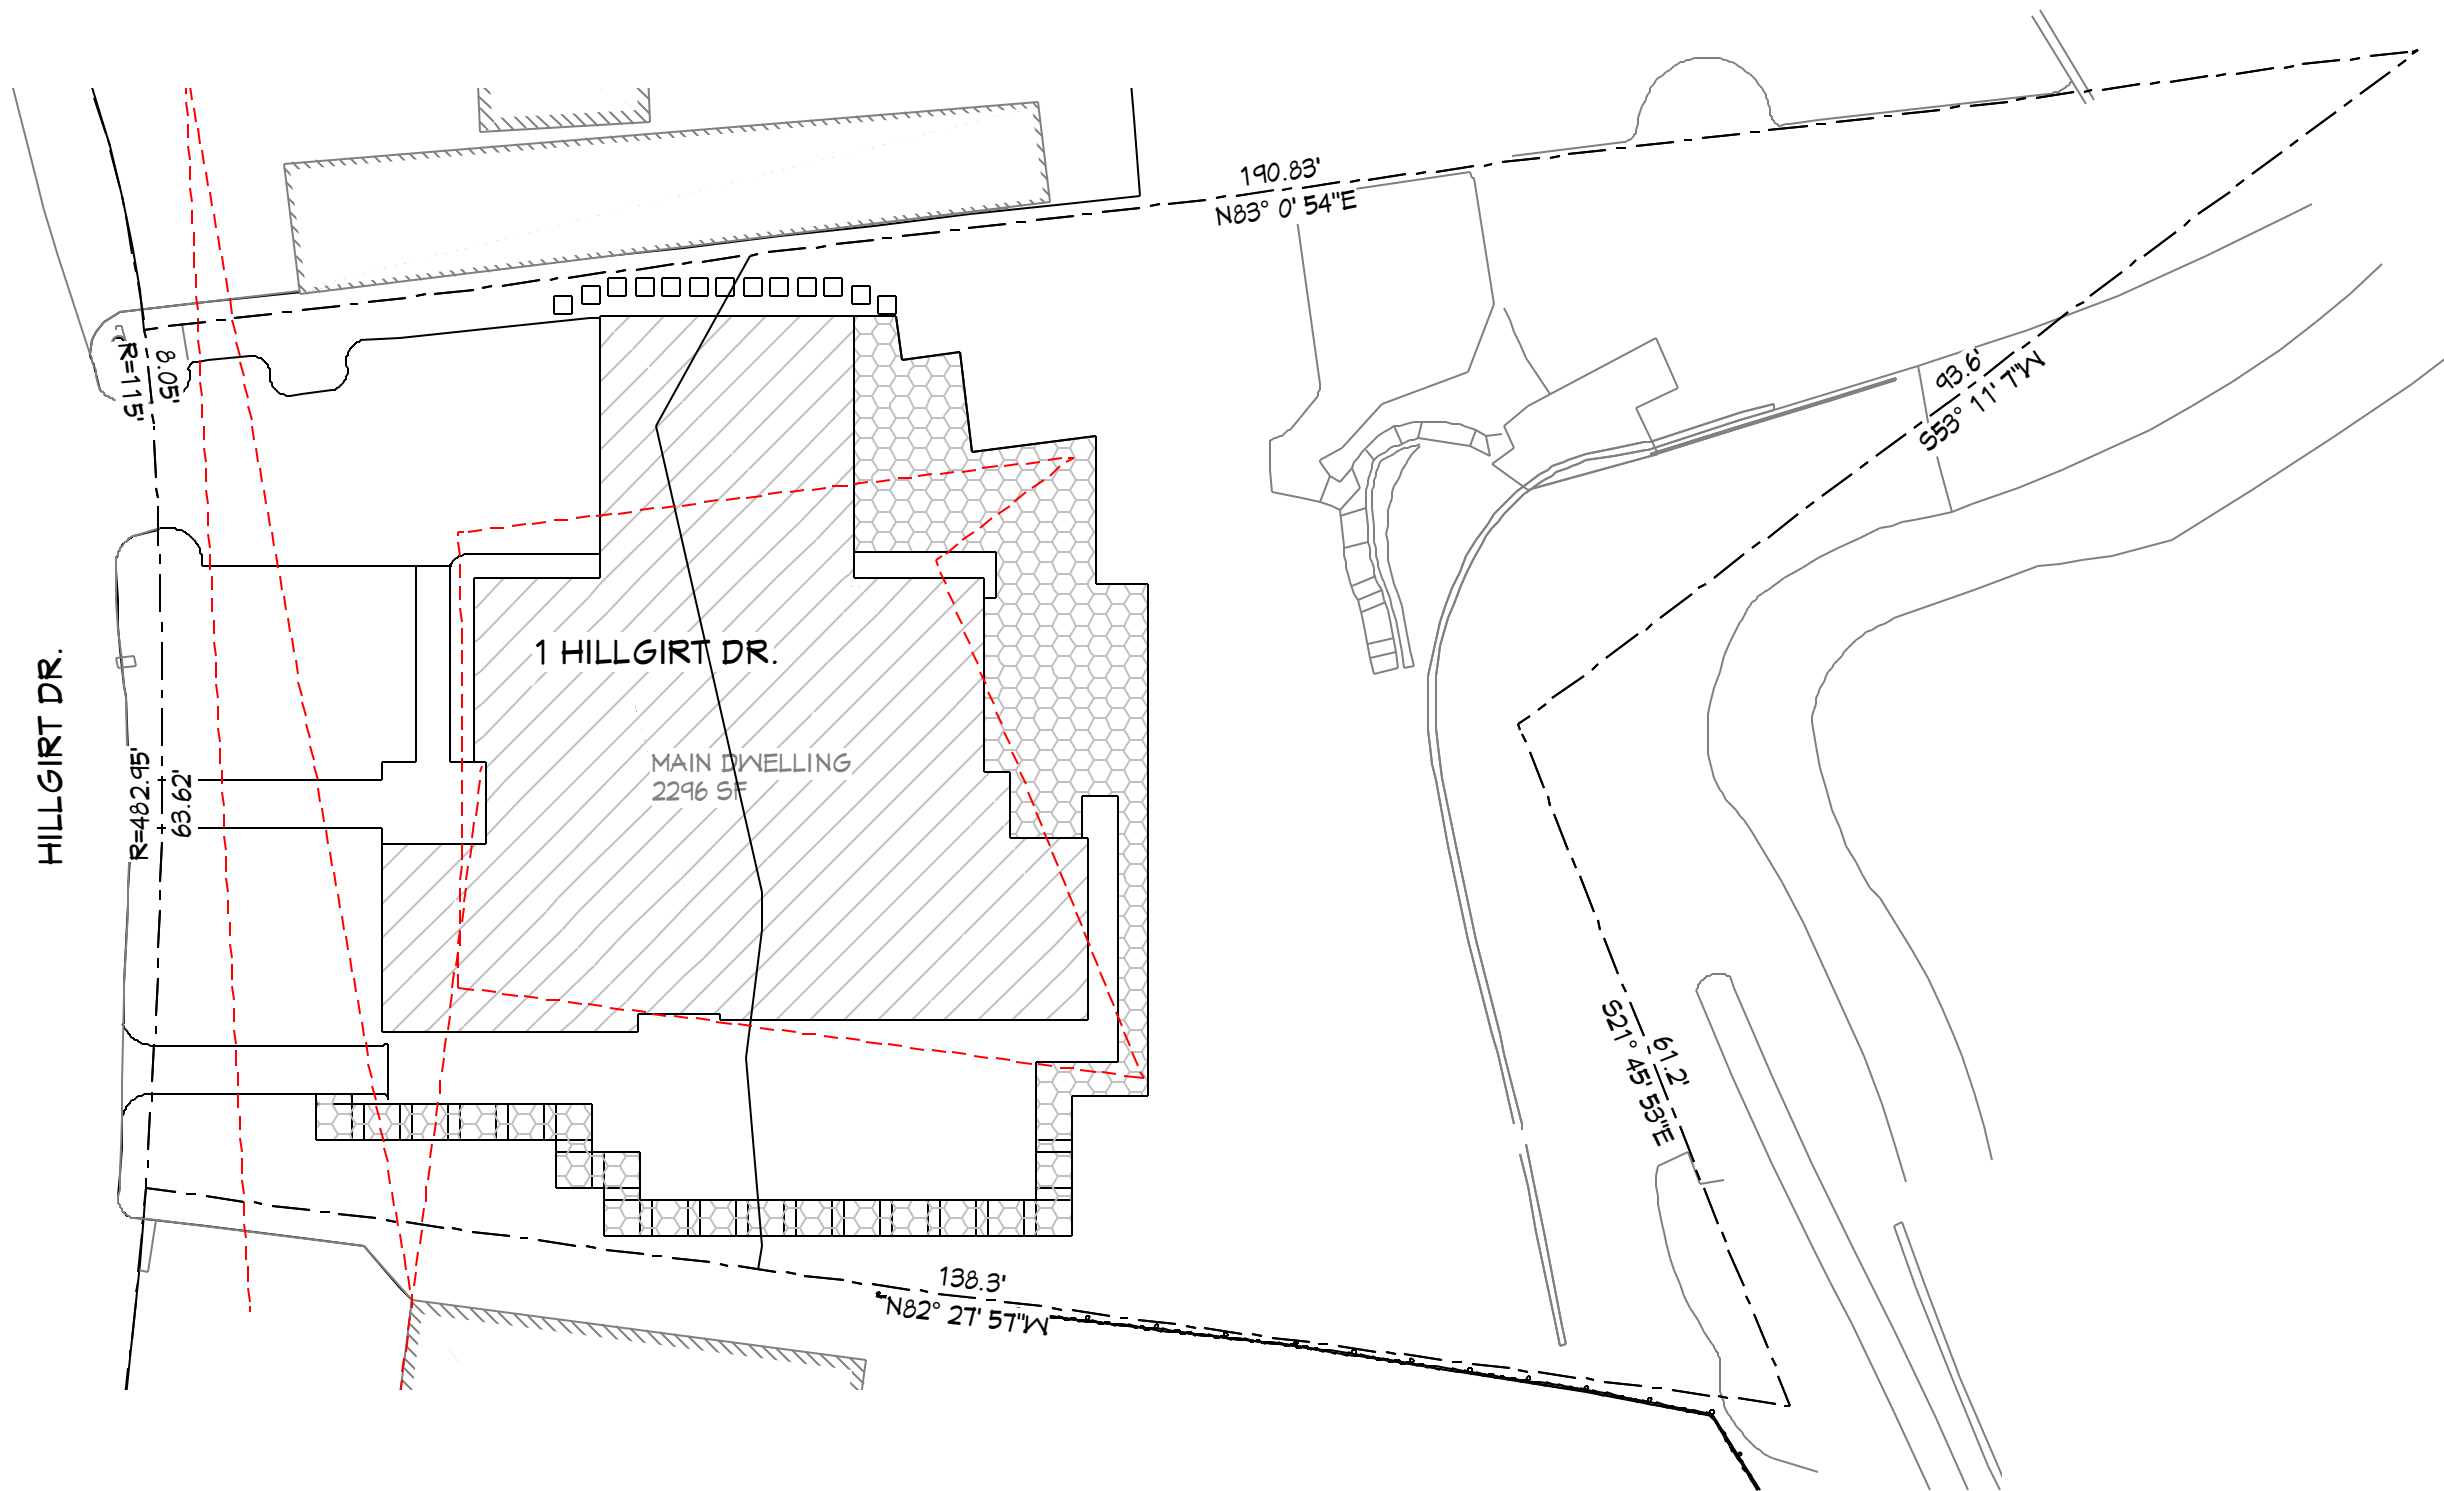 190.83'
N83° 0' 54"E
R=115'
8.05'
93.6'
S53° 11' 7"W
1 HILLGIRT DR.
HILLGIRT DR.
R=482.95'
63.62'
MAIN DWELLING
2296 SF
61.2'
S21° 45' 53"E
138.3'
N82° 27' 57"W